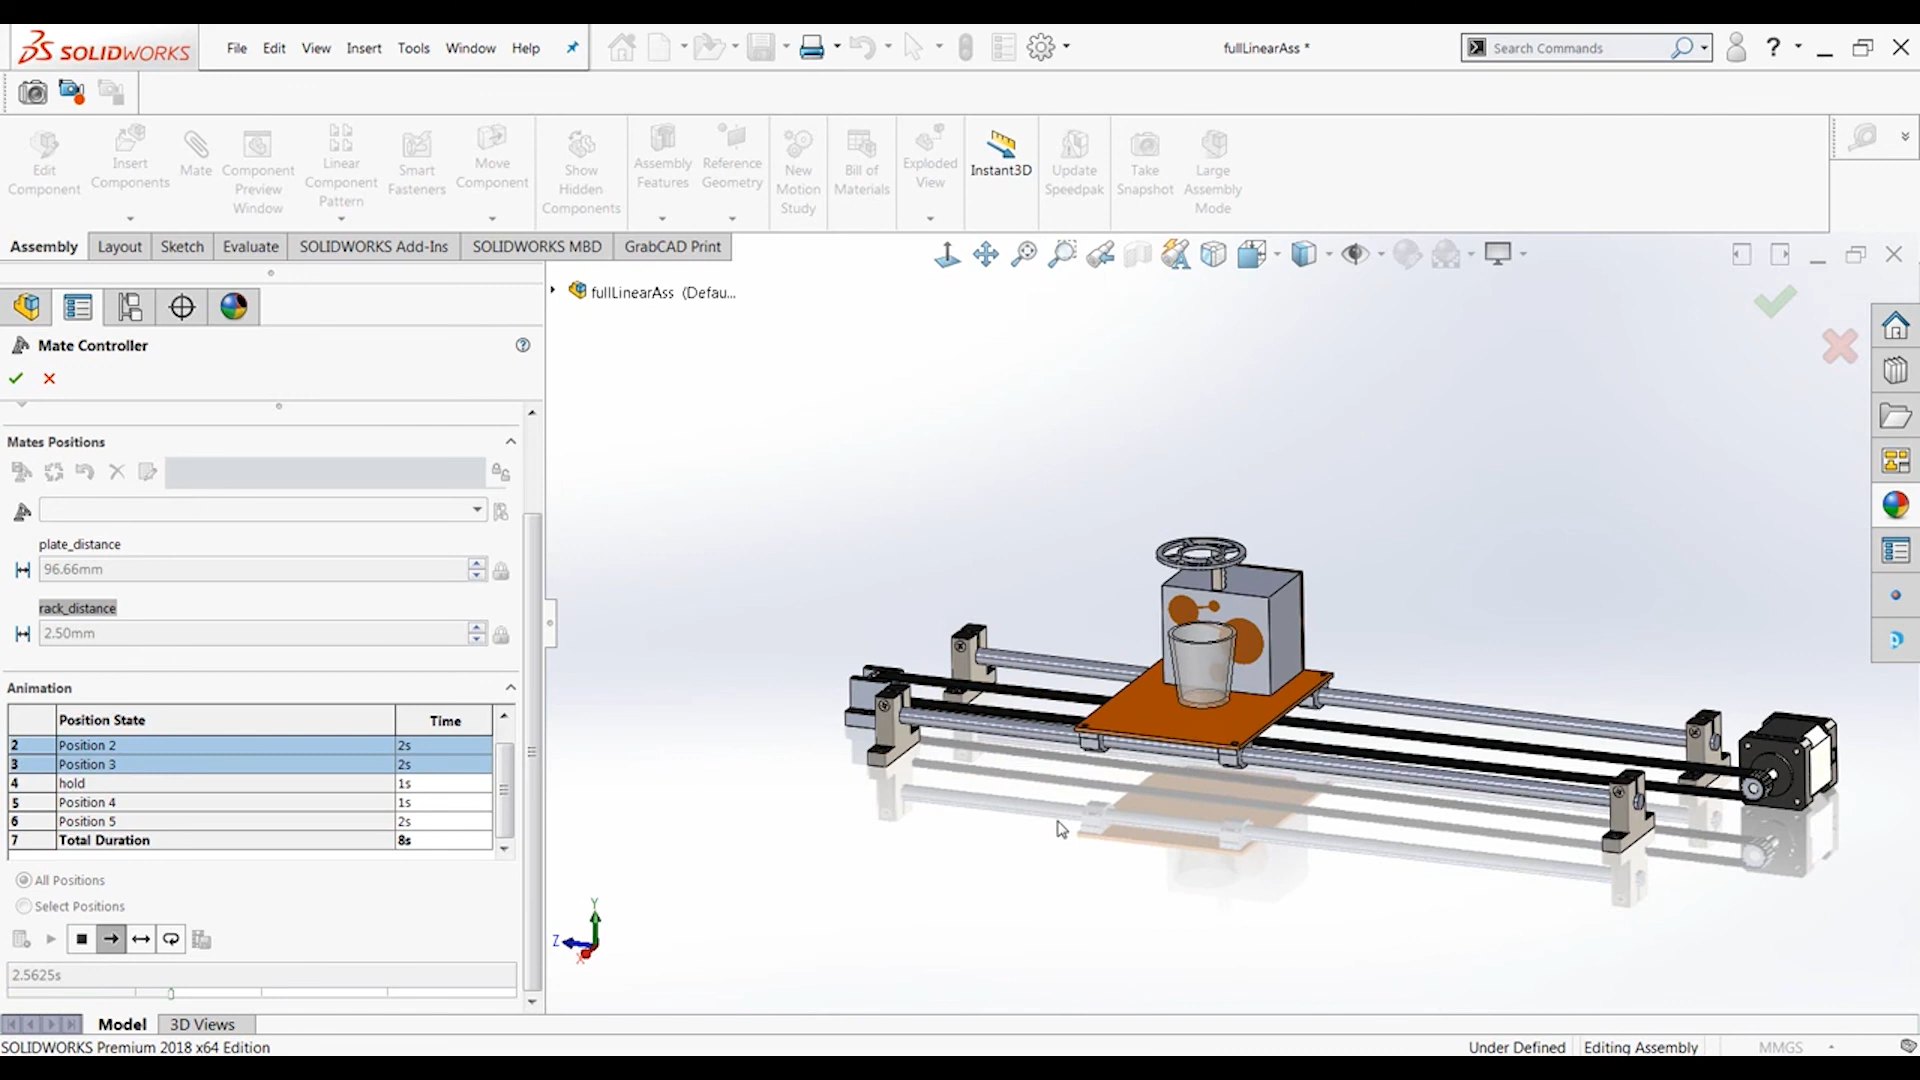 SOLIDWORKS
File Edit View Insert Tools Window Help
fullLinearAss *
Search Commands
?
Edit Component
Insert Components
Mate
Component Preview Window
Linear Component Pattern
Smart Fasteners
Move Component
Show Hidden Components
Assembly Features
Reference Geometry
New Motion Study
Bill of Materials
Exploded View
Instant3D
Update Speedpak
Take Snapshot
Large Assembly Mode
Assembly Layout Sketch Evaluate SOLIDWORKS Add-Ins SOLIDWORKS MBD GrabCAD Print
fullLinearAss (Defau...
Mate Controller
Mates Positions
plate_distance
96.66mm
rack_distance
2.50mm
Animation
Position State Time
2 Position 2 2s
3 Position 3 2s
4 hold 1s
5 Position 4 1s
6 Position 5 2s
7 Total Duration 8s
All Positions
Select Positions
2.5625s
Y
Z
X
Model 3D Views
SOLIDWORKS Premium 2018 x64 Edition
Under Defined Editing Assembly MMGS